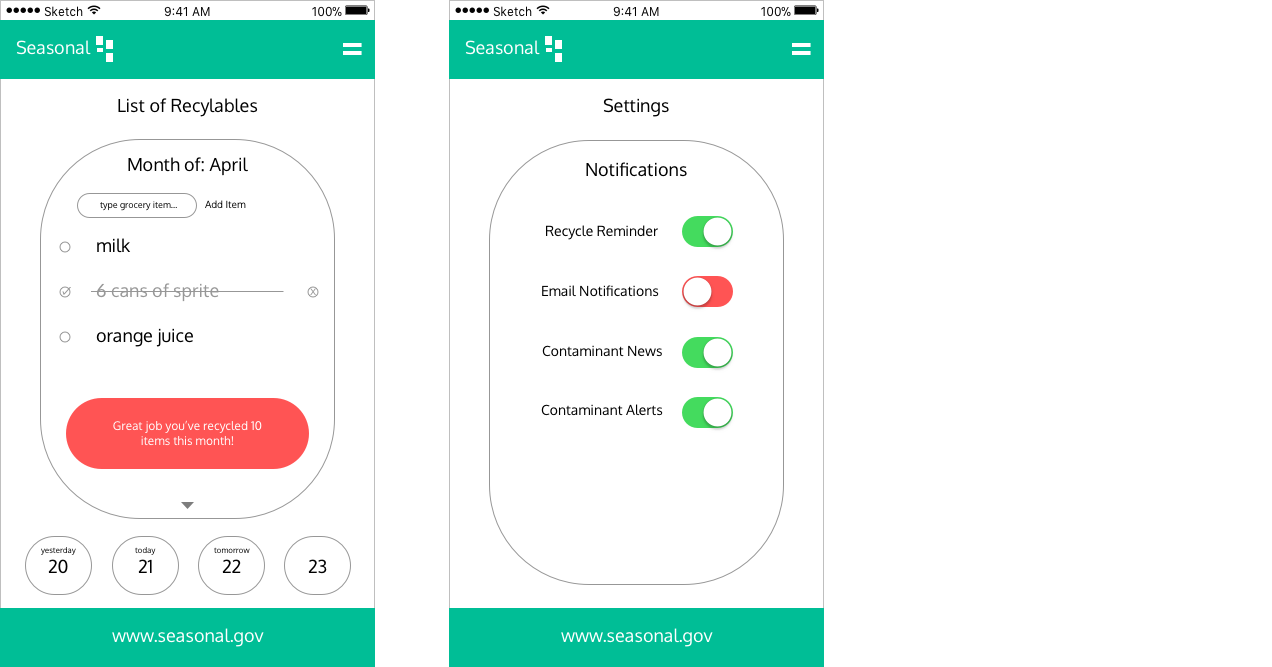 Sketch 9:41 AM 100%
Seasonal
List of Recylables
Month of: April
type grocery item... Add Item
milk
6 cans of sprite
orange juice
Great job you've recycled 10
items this month!
yesterday today tomorrow
20 21 22 23
www.seasonal.gov
Sketch 9:41 AM 100%
Seasonal
Settings
Notifications
Recycle Reminder
Email Notifications
Contaminant News
Contaminant Alerts
www.seasonal.gov